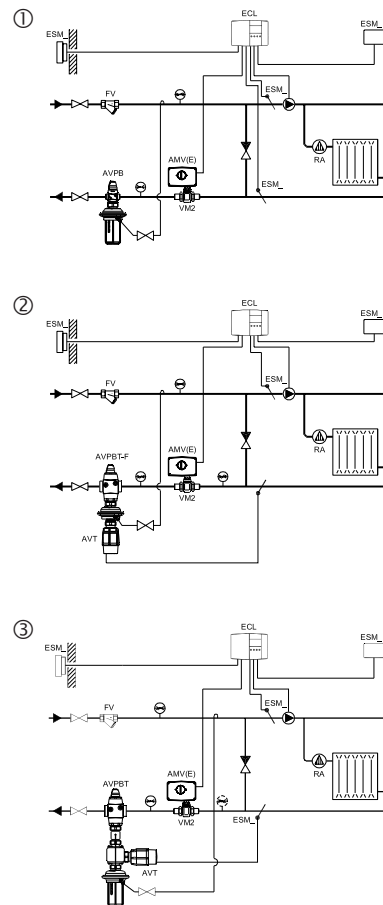 ①
ECL
ESM_
ESM_
FV
ESM_
AVPB
AMV(E)
RA
VM2
ESM_
②
ECL
ESM_
ESM_
FV
ESM_
AVPBT-F
AMV(E)
RA
VM2
AVT
③
ECL
ESM_
ESM_
FV
ESM_
RA
AVPBT
AMV(E)
VM2
ESM_
AVT